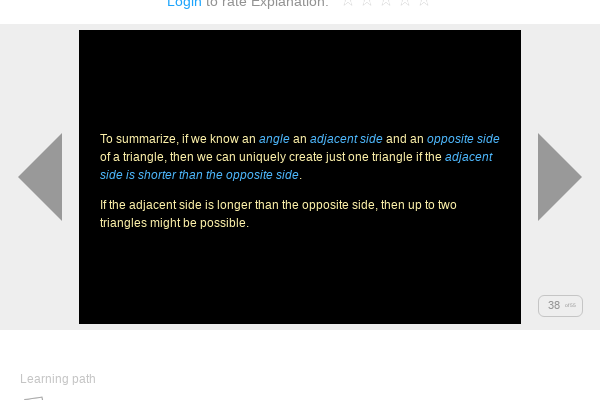 Login to rate Explanation.
To summarize, if we know an angle an adjacent side and an opposite side
of a triangle, then we can uniquely create just one triangle if the adjacent
side is shorter than the opposite side.
If the adjacent side is longer than the opposite side, then up to two
triangles might be possible.
38 of55
Learning path